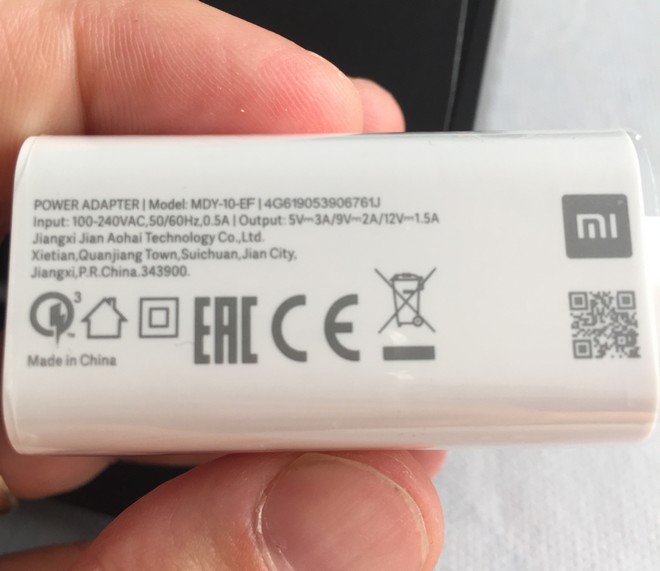 POWER ADAPTER | Model: MDY-10-EF | 4G619053906761J
Input: 100-240VAC,50/60Hz,0.5A | Output: 5V⎓3A/9V⎓2A/12V⎓1.5A
Jiangxi Jian Aohai Technology Co.,Ltd.
Xietian,Quanjiang Town,Suichuan,Jian City,
Jiangxi,P.R.China.343900.
mi
3
TM
EAC CE
Made in China